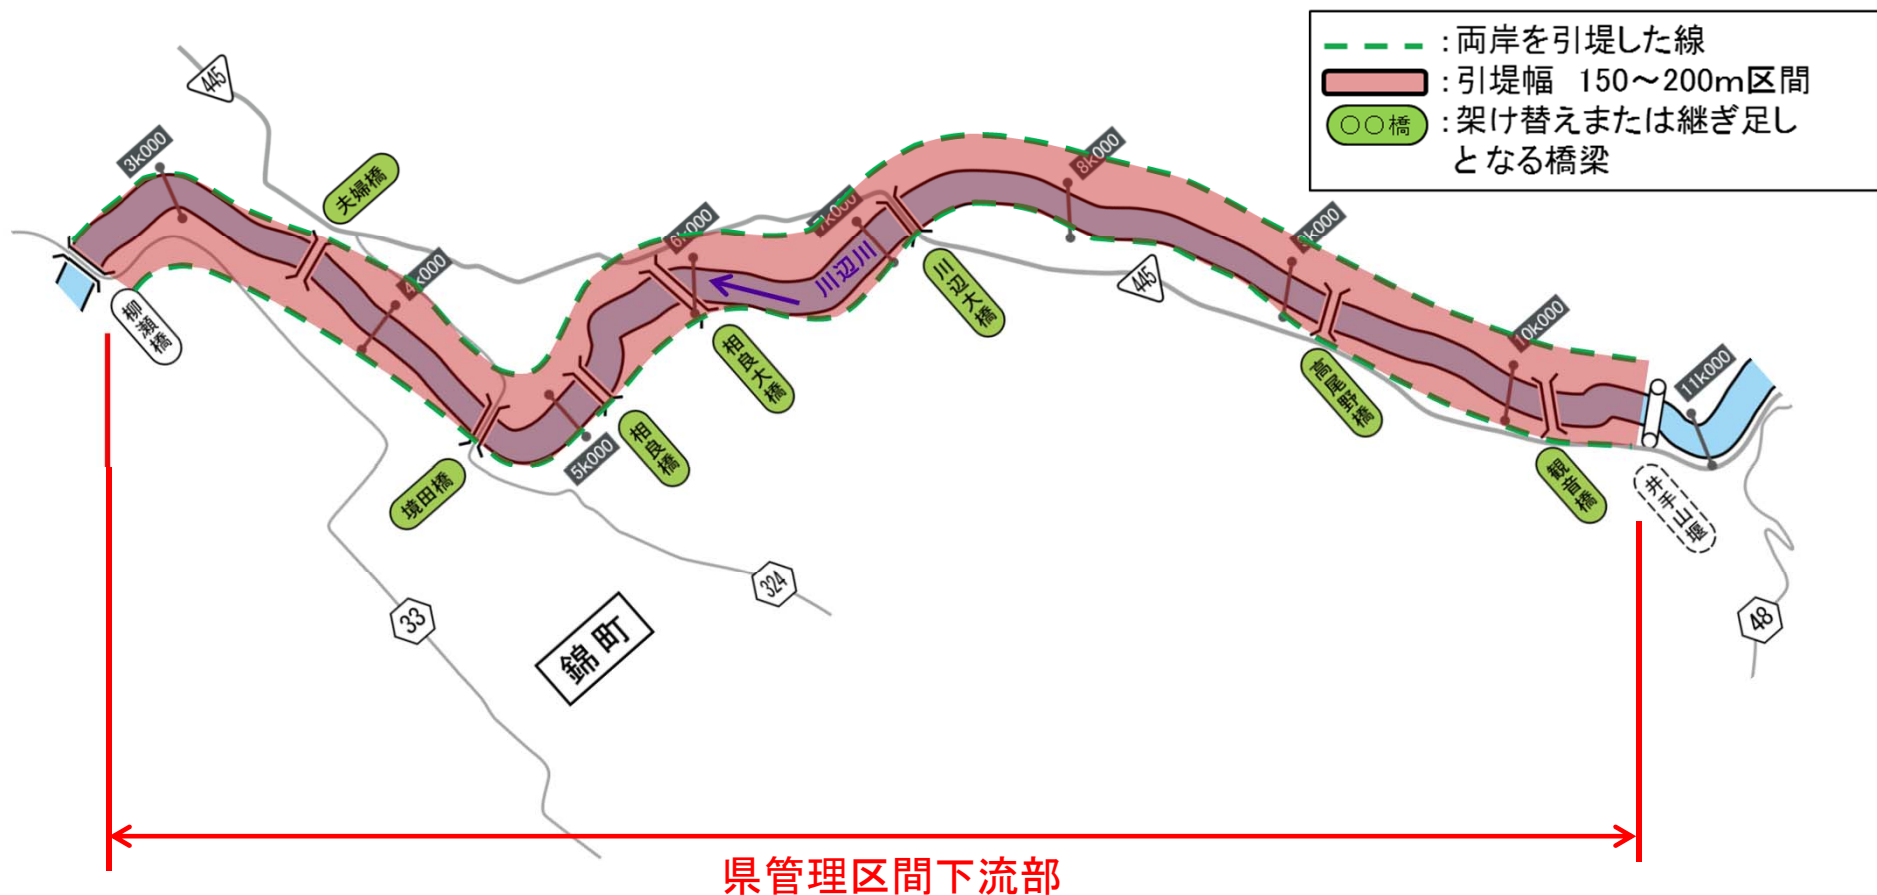 : 両岸を引堤した線
: 引堤幅 150～200m区間
○○橋 : 架け替えまたは継ぎ足し
となる橋梁
445
3k000
夫婦橋
柳瀬橋
4k000
境田橋
5k000
相良橋
6k000
相良大橋
7k000
川辺川
川辺大橋
8k000
445
9k000
高尾野橋
10k000
観音橋
井手山堰
11k000
33
324
48
錦町
県管理区間下流部